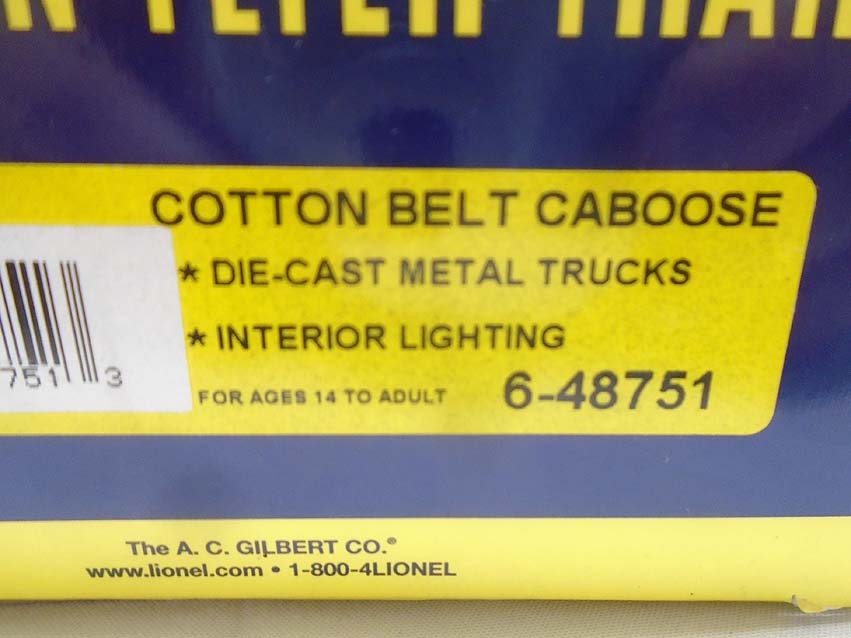 COTTON BELT CABOOSE
* DIE-CAST METAL TRUCKS
* INTERIOR LIGHTING
FOR AGES 14 TO ADULT 6-48751
751 3
The A. C. GILBERT CO.®
www.lionel.com • 1-800-4LIONEL